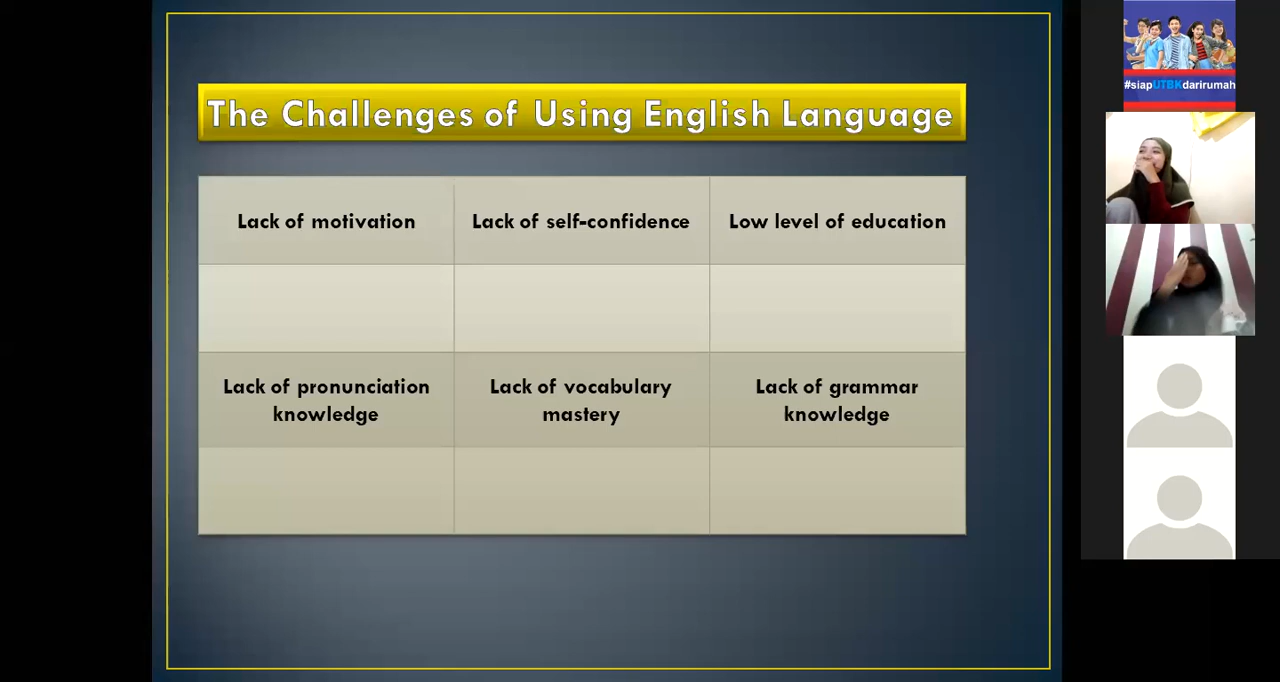 The Challenges of Using English Language
#siapUTBKdarirumah
Lack of motivation
Lack of self-confidence
Low level of education
Lack of pronunciation
knowledge
Lack of vocabulary
mastery
Lack of grammar
knowledge